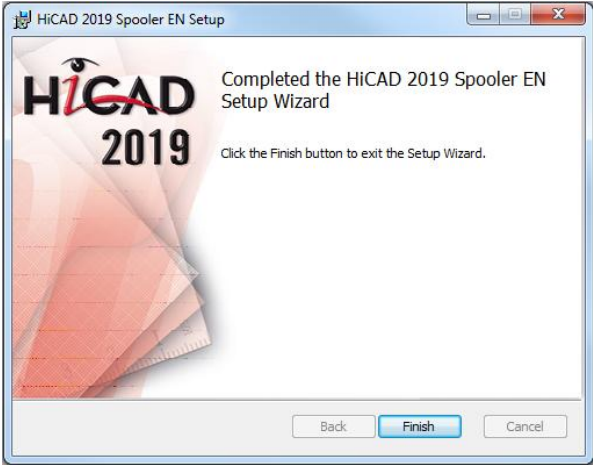 HiCAD 2019 Spooler EN Setup
HiCAD
2019
Completed the HiCAD 2019 Spooler EN
Setup Wizard
Click the Finish button to exit the Setup Wizard.
Back
Finish
Cancel